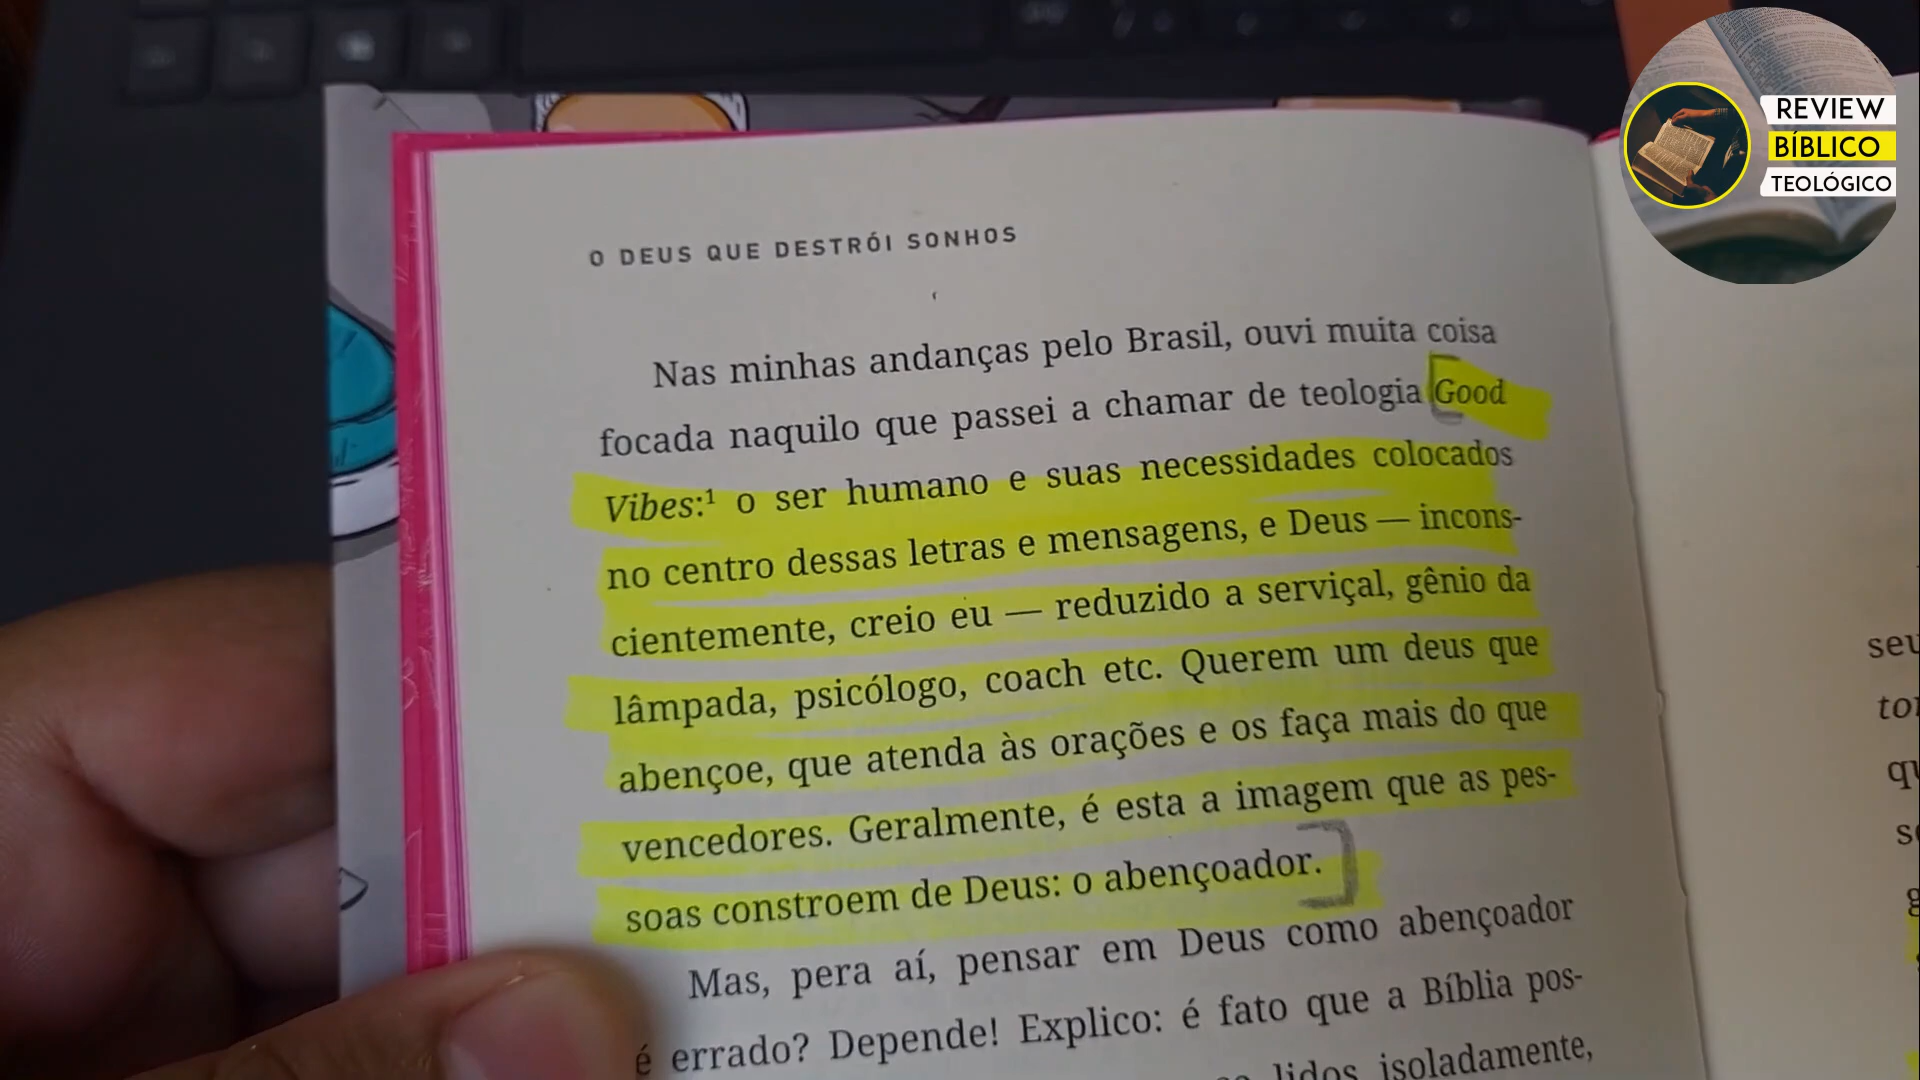 REVIEW
BÍBLICO
TEOLÓGICO
O DEUS QUE DESTRÓI SONHOS
Nas minhas andanças pelo Brasil, ouvi muita coisa
focada naquilo que passei a chamar de teologia Good
Vibes:¹ o ser humano e suas necessidades colocados
no centro dessas letras e mensagens, e Deus — incons-
cientemente, creio eu — reduzido a serviçal, gênio da
lâmpada, psicólogo, coach etc. Querem um deus que
abençoe, que atenda às orações e os faça mais do que
vencedores. Geralmente, é esta a imagem que as pes-
soas constroem de Deus: o abençoador.
Mas, pera aí, pensar em Deus como abençoador
é errado? Depende! Explico: é fato que a Bíblia pos-
lidos isoladamente,